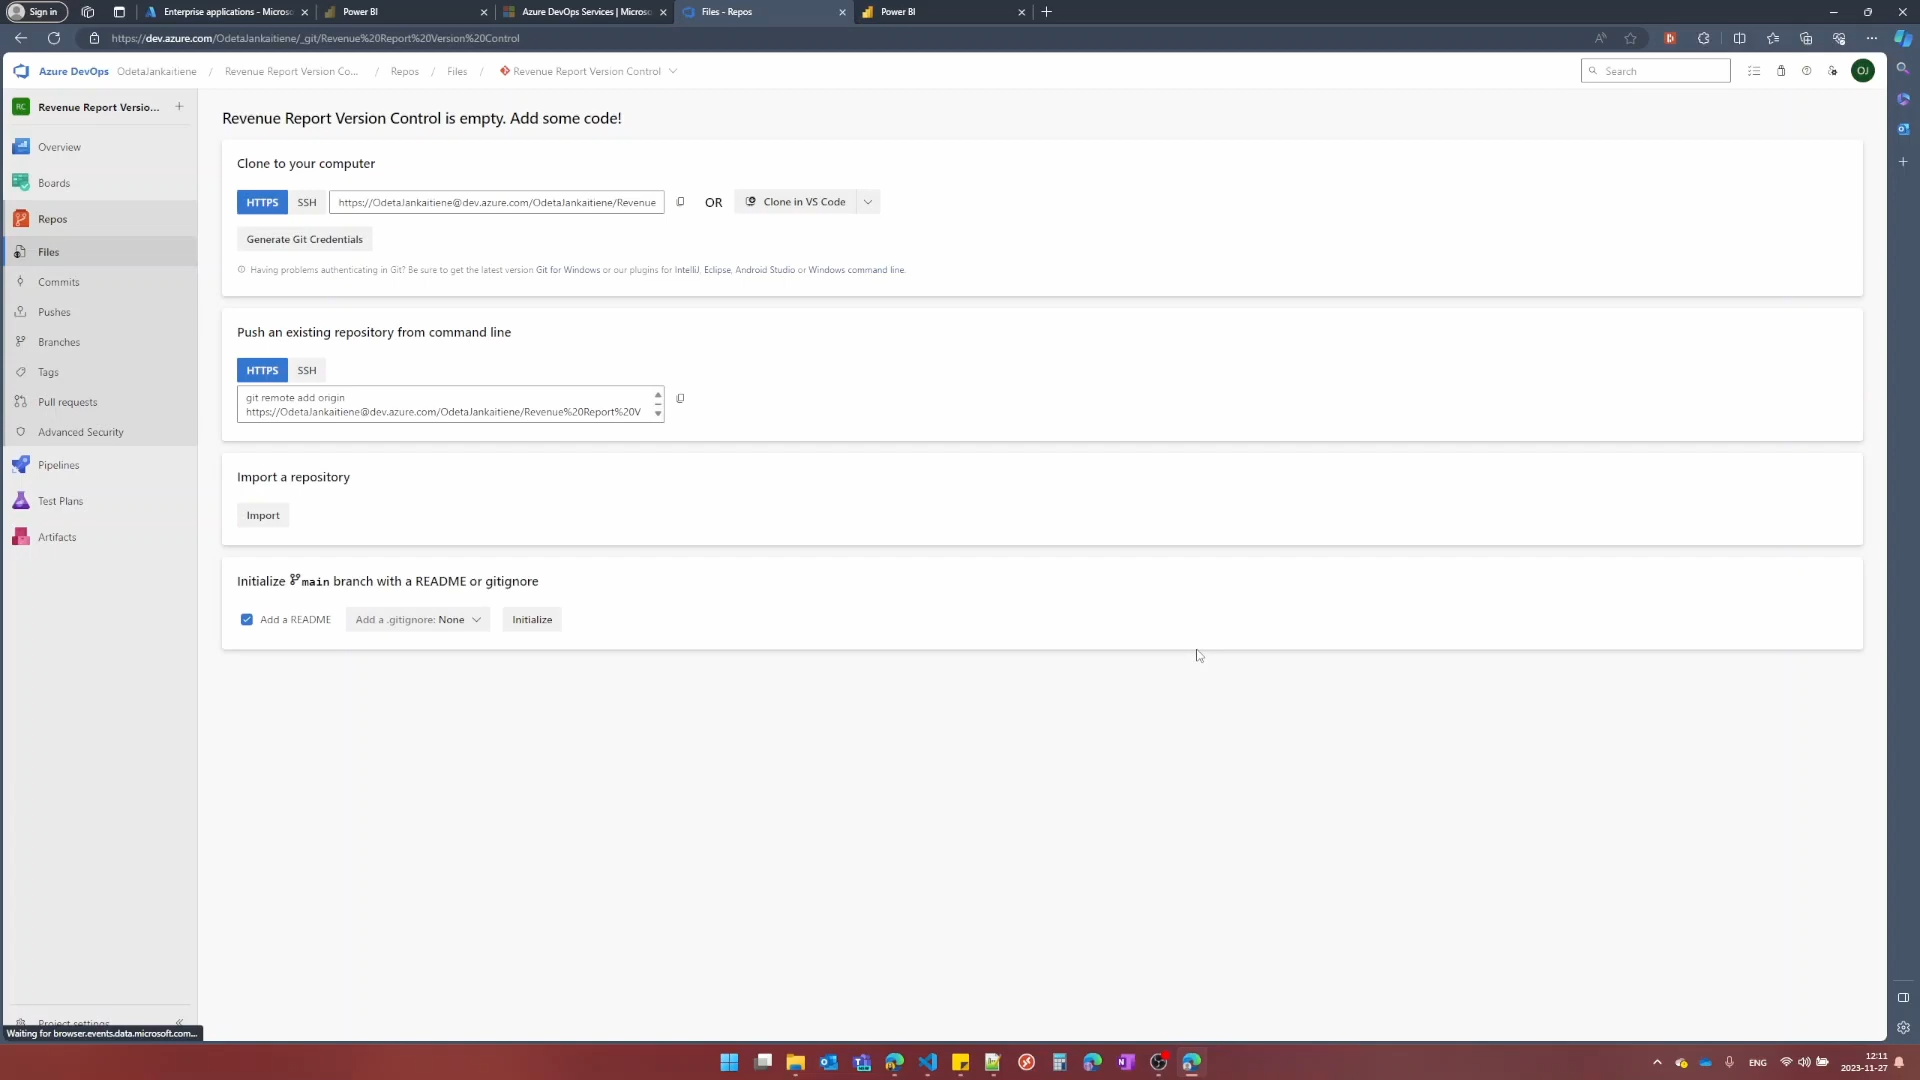 Sign in
Enterprise applications - Microso
Power BI
Azure DevOps Services | Microso
Files - Repos
Power BI
https://dev.azure.com/OdetaJankaitiene/_git/Revenue%20Report%20Version%20Control
Azure DevOps OdetaJankaitiene / Revenue Report Version Co... / Repos / Files / Revenue Report Version Control
Search
OJ
RC Revenue Report Versio...
Overview
Boards
Repos
Files
Commits
Pushes
Branches
Tags
Pull requests
Advanced Security
Pipelines
Test Plans
Artifacts
Project settings
Waiting for browser.events.data.microsoft.com...
Revenue Report Version Control is empty. Add some code!
Clone to your computer
HTTPS SSH https://OdetaJankaitiene@dev.azure.com/OdetaJankaitiene/Revenue OR Clone in VS Code
Generate Git Credentials
Having problems authenticating in Git? Be sure to get the latest version Git for Windows or our plugins for IntelliJ, Eclipse, Android Studio or Windows command line.
Push an existing repository from command line
HTTPS SSH
git remote add origin
https://OdetaJankaitiene@dev.azure.com/OdetaJankaitiene/Revenue%20Report%20V
Import a repository
Import
Initialize main branch with a README or gitignore
Add a README Add a .gitignore: None Initialize
ENG
12:11
2023-11-27